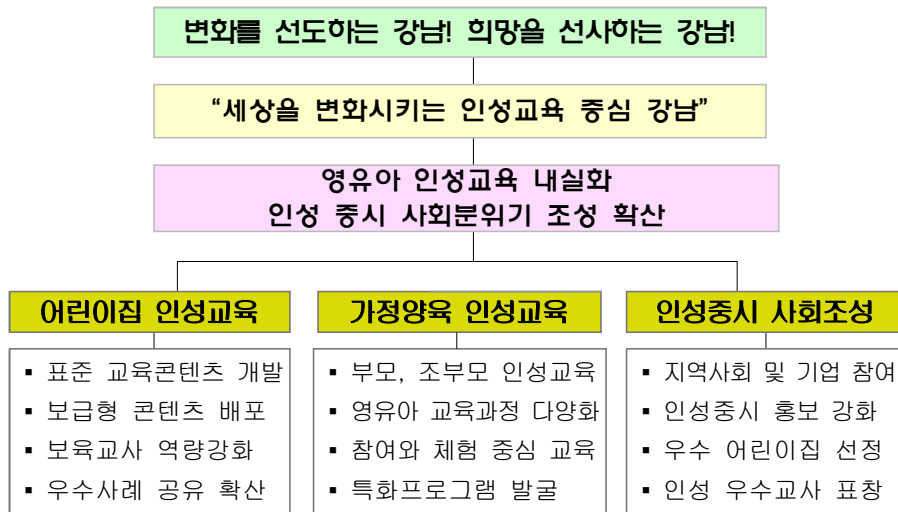 변화를 선도하는 강남! 희망을 선사하는 강남!
“세상을 변화시키는 인성교육 중심 강남”
영유아 인성교육 내실화
인성 중시 사회분위기 조성 확산
어린이집 인성교육
▪ 표준 교육콘텐츠 개발
▪ 보급형 콘텐츠 배포
▪ 보육교사 역량강화
▪ 우수사례 공유 확산
가정양육 인성교육
▪ 부모, 조부모 인성교육
▪ 영유아 교육과정 다양화
▪ 참여와 체험 중심 교육
▪ 특화프로그램 발굴
인성중시 사회조성
▪ 지역사회 및 기업 참여
▪ 인성중시 홍보 강화
▪ 우수 어린이집 선정
▪ 인성 우수교사 표창